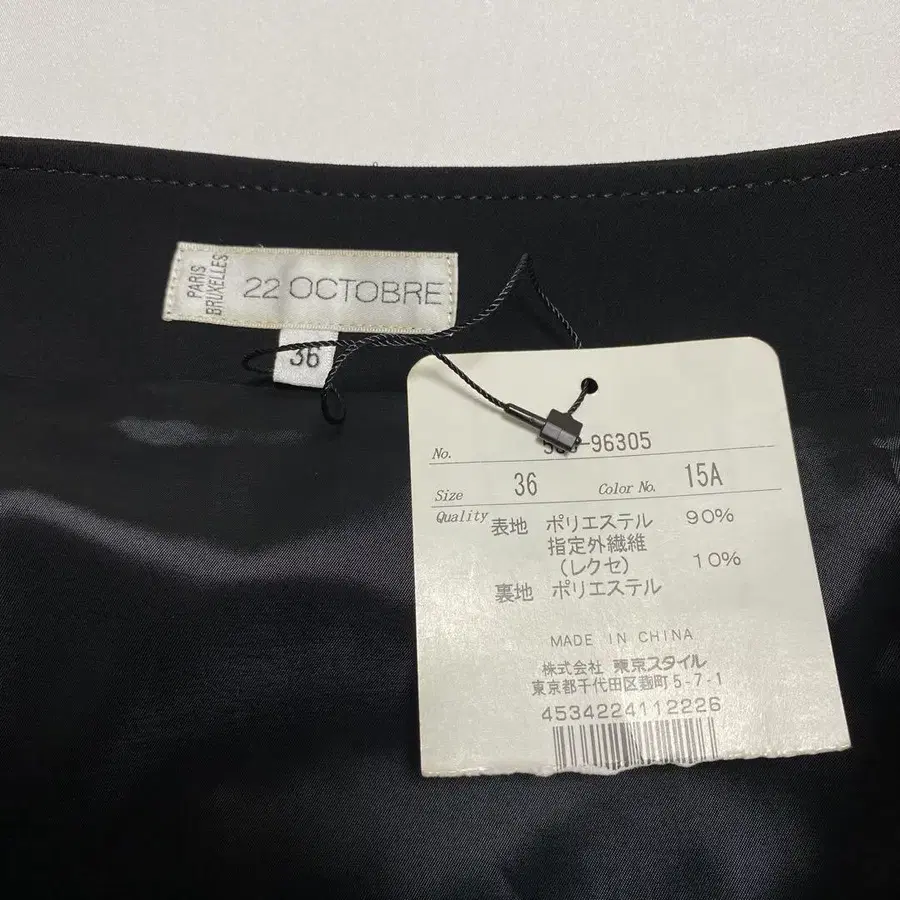 PARIS
BRUXELLES
22 OCTOBRE
36
No. -96305
Size 36 Color No. 15A
Quality 表地 ポリエステル 90%
指定外繊維
(レクセ) 10%
裏地 ポリエステル
MADE IN CHINA
株式会社 東京スタイル
東京都千代田区麹町5-7-1
4534224112226